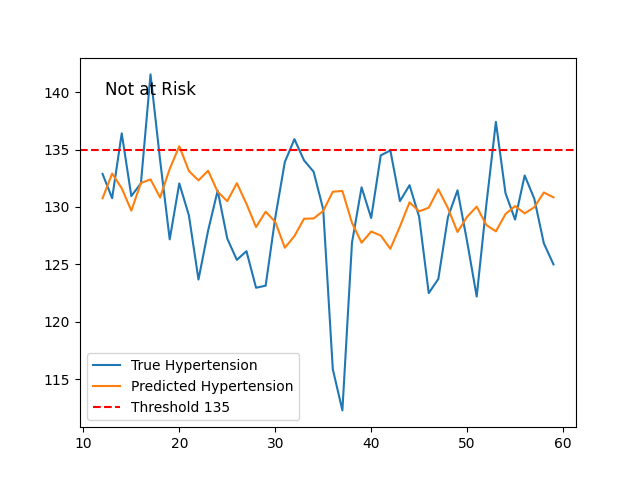 Not at Risk
140
135
130
125
120
115
True Hypertension
Predicted Hypertension
Threshold 135
10 20 30 40 50 60